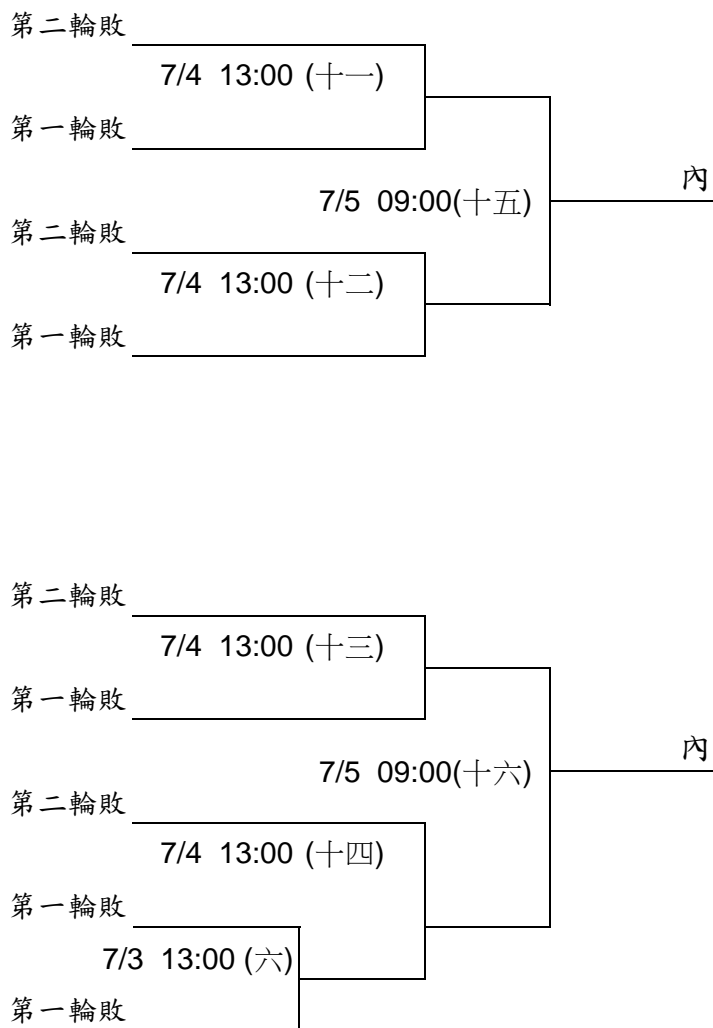 第二輪敗
7/4 13:00 (十一)
第一輪敗
內
7/5 09:00(十五)
第二輪敗
7/4 13:00 (十二)
第一輪敗
第二輪敗
7/4 13:00 (十三)
第一輪敗
內
7/5 09:00(十六)
第二輪敗
7/4 13:00 (十四)
第一輪敗
7/3 13:00 (六)
第一輪敗